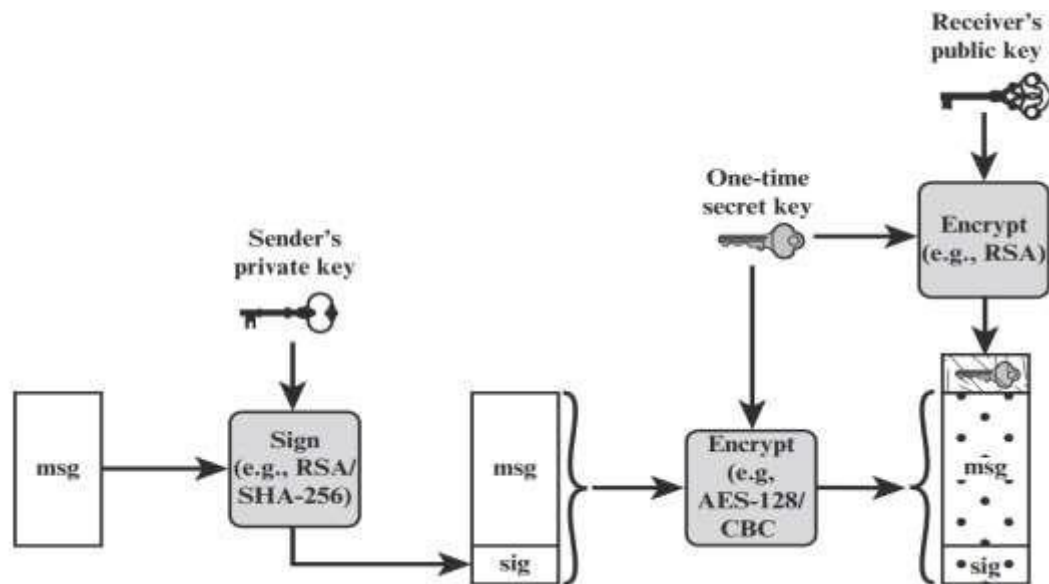 Receiver's
public key
One-time
secret key
Encrypt
(e.g., RSA)
Sender's
private key
msg
Sign
(e.g., RSA/
SHA-256)
msg
sig
Encrypt
(e.g,
AES-128/
CBC
msg
sig